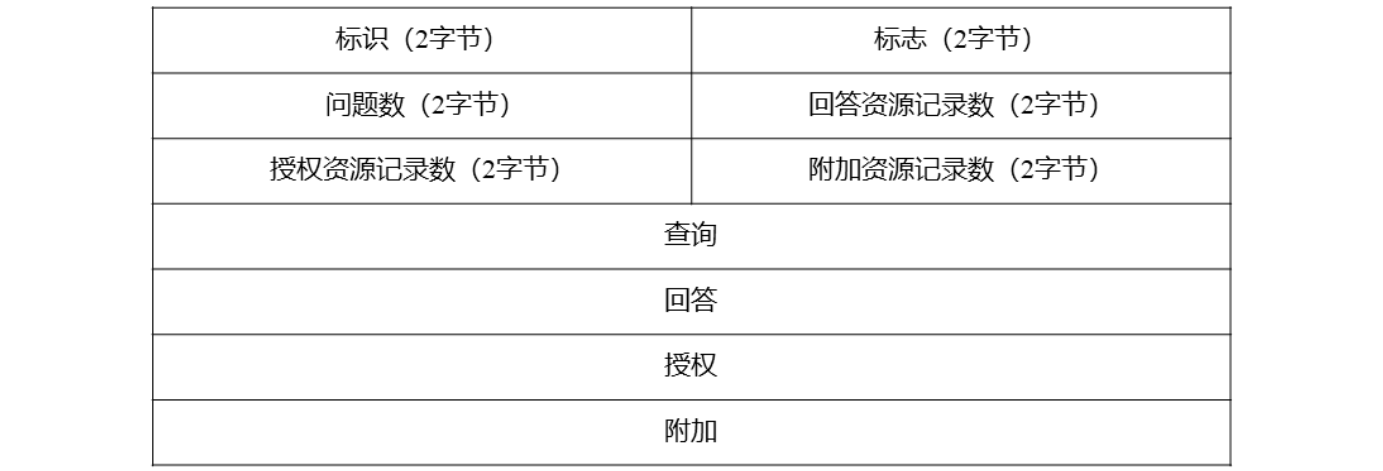 标识（2字节）
标志（2字节）
问题数（2字节）
回答资源记录数（2字节）
授权资源记录数（2字节）
附加资源记录数（2字节）
查询
回答
授权
附加